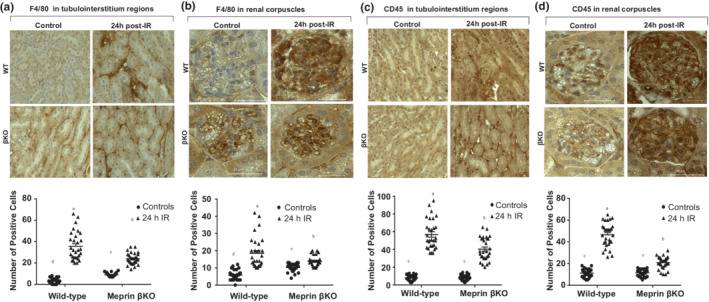 (a) F4/80 in tubulointerstitium regions
Control 24h post-IR
WT
βKO
Number of Positive Cells
80
60
40
20
0
Controls
24 h IR
Wild-type Meprin βKO
(b) F4/80 in renal corpuscles
Control 24h post-IR
WT
βKO
Number of Positive Cells
50
40
30
20
10
0
Controls
24 h IR
Wild-type Meprin βKO
(c) CD45 in tubulointerstitium regions
Control 24h post-IR
WT
βKO
Number of Positive Cells
100
80
60
40
20
0
Controls
24 h IR
Wild-type Meprin βKO
(d) CD45 in renal corpuscles
Control 24h post-IR
WT
βKO
Number of Positive Cells
80
60
40
20
0
Controls
24 h IR
Wild-type Meprin βKO